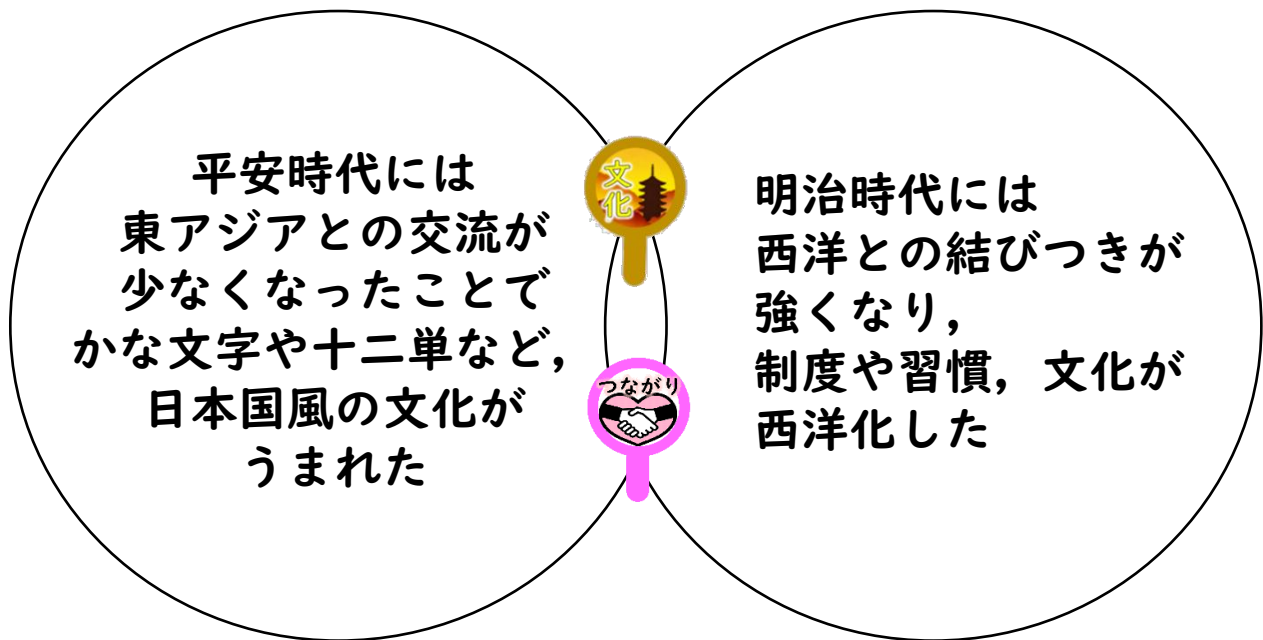 平安時代には
東アジアとの交流が
少なくなったことで
かな文字や十二単など，
日本国風の文化が
うまれた
文化
つながり
明治時代には
西洋との結びつきが
強くなり，
制度や習慣，文化が
西洋化した